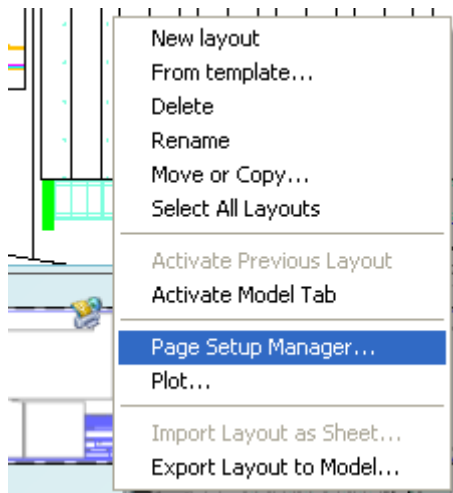 New layout
From template...
Delete
Rename
Move or Copy...
Select All Layouts
Activate Previous Layout
Activate Model Tab
Page Setup Manager...
Plot...
Import Layout as Sheet...
Export Layout to Model...